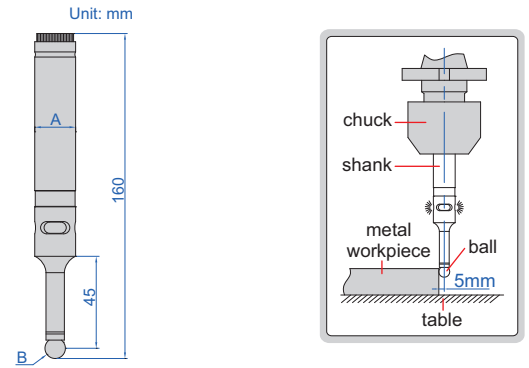 Unit: mm
A
160
45
B
chuck
shank
metal
workpiece
ball
5mm
table